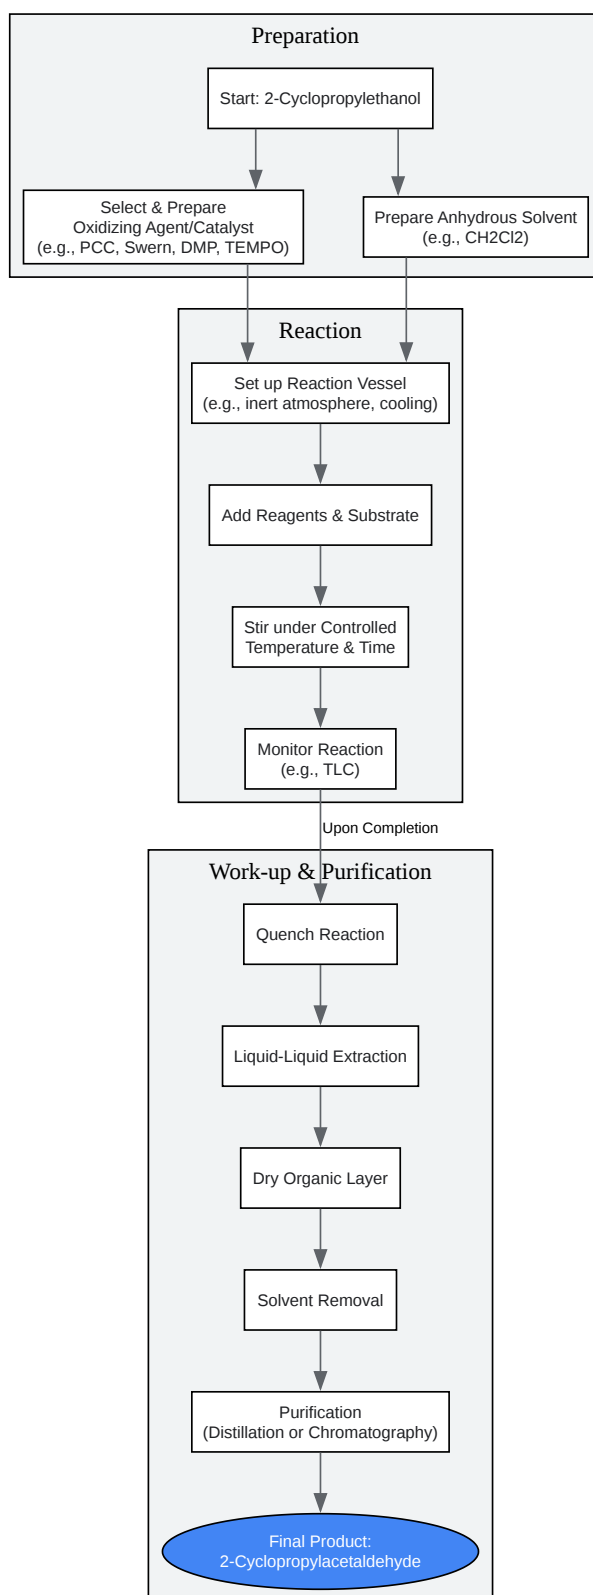 Preparation
Start: 2-Cyclopropylethanol
Select & Prepare
Oxidizing Agent/Catalyst
(e.g., PCC, Swern, DMP, TEMPO)
Prepare Anhydrous Solvent
(e.g., CH2Cl2)
Reaction
Set up Reaction Vessel
(e.g., inert atmosphere, cooling)
Add Reagents & Substrate
Stir under Controlled
Temperature & Time
Monitor Reaction
(e.g., TLC)
Upon Completion
Work-up & Purification
Quench Reaction
Liquid-Liquid Extraction
Dry Organic Layer
Solvent Removal
Purification
(Distillation or Chromatography)
Final Product:
2-Cyclopropylacetaldehyde